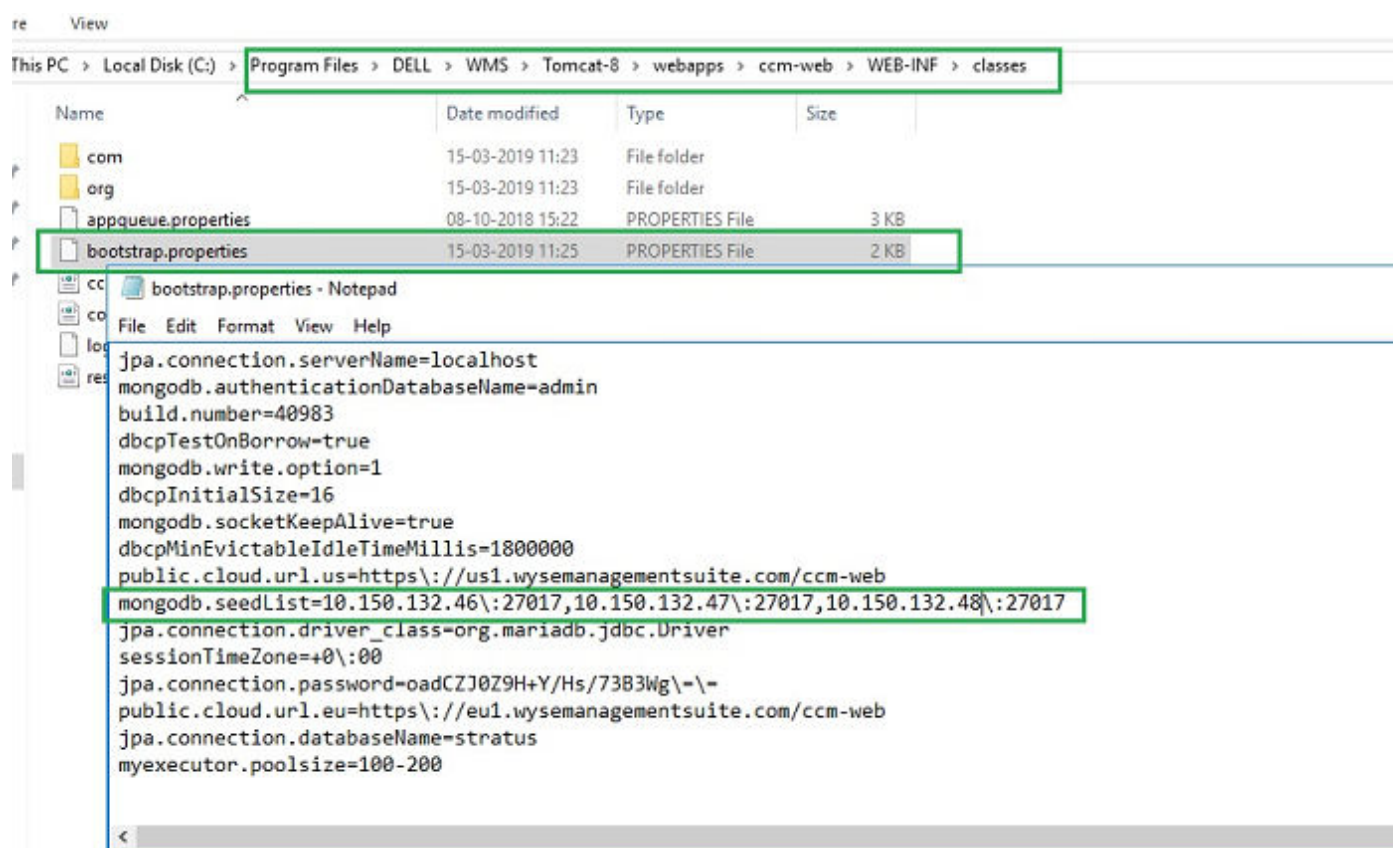 re View
This PC > Local Disk (C:) > Program Files > DELL > WMS > Tomcat-8 > webapps > ccm-web > WEB-INF > classes
Name Date modified Type Size
com 15-03-2019 11:23 File folder
org 15-03-2019 11:23 File folder
appqueue.properties 08-10-2018 15:22 PROPERTIES File 3 KB
bootstrap.properties 15-03-2019 11:25 PROPERTIES File 2 KB
cc
bootstrap.properties - Notepad
co
File Edit Format View Help
log
jpa.connection.serverName=localhost
res
mongodb.authenticationDatabaseName=admin
build.number=40983
dbcpTestOnBorrow=true
mongodb.write.option=1
dbcpInitialSize=16
mongodb.socketKeepAlive=true
dbcpMinEvictableIdleTimeMillis=1800000
public.cloud.url.us=https\://us1.wysemanagementsuite.com/ccm-web
mongodb.seedList=10.150.132.46\:27017,10.150.132.47\:27017,10.150.132.48\:27017
jpa.connection.driver_class=org.mariadb.jdbc.Driver
sessionTimeZone=+0\:00
jpa.connection.password=oadCZJ0Z9H+Y/Hs/73B3Wg\=\=
public.cloud.url.eu=https\://eu1.wysemanagementsuite.com/ccm-web
jpa.connection.databaseName=stratus
myexecutor.poolsize=100-200